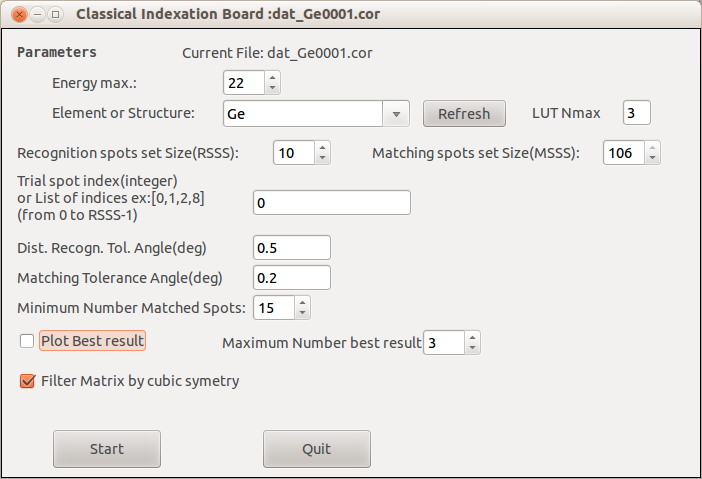 Classical Indexation Board :dat_Ge0001.cor
Parameters Current File: dat_Ge0001.cor
Energy max.: 22
Element or Structure: Ge Refresh LUT Nmax 3
Recognition spots set Size(RSSS): 10 Matching spots set Size(MSSS): 106
Trial spot index(integer)
or List of indices ex:[0,1,2,8] 0
(from 0 to RSSS-1)
Dist. Recogn. Tol. Angle(deg) 0.5
Matching Tolerance Angle(deg) 0.2
Minimum Number Matched Spots: 15
Plot Best result Maximum Number best result 3
Filter Matrix by cubic symetry
Start Quit